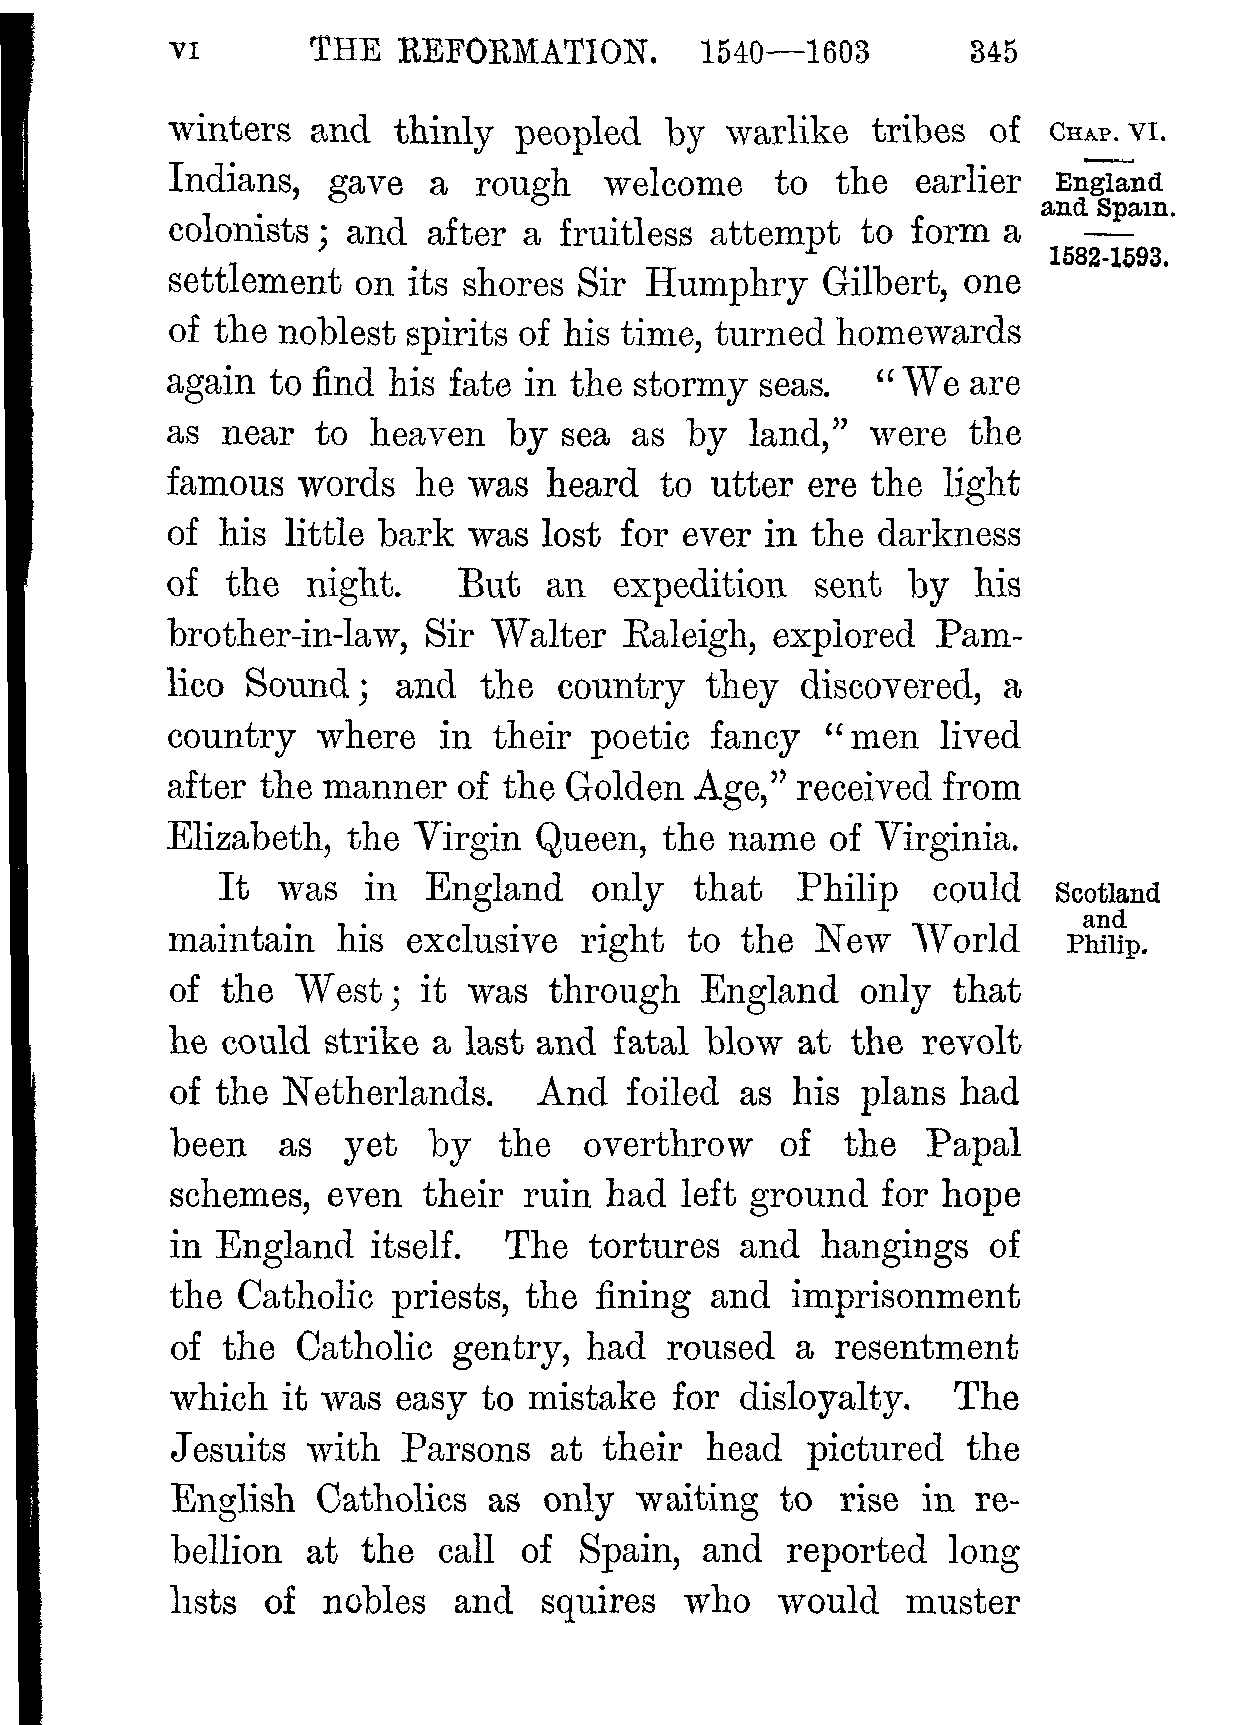 VI THE REFORMATION. 1540—1603 345
winters and thinly peopled by warlike tribes of
Indians, gave a rough welcome to the earlier
colonists; and after a fruitless attempt to form a
settlement on its shores Sir Humphry Gilbert, one
of the noblest spirits of his time, turned homewards
again to find his fate in the stormy seas. "We are
as near to heaven by sea as by land," were the
famous words he was heard to utter ere the light
of his little bark was lost for ever in the darkness
of the night. But an expedition sent by his
brother-in-law, Sir Walter Raleigh, explored Pam-
lico Sound; and the country they discovered, a
country where in their poetic fancy "men lived
after the manner of the Golden Age," received from
Elizabeth, the Virgin Queen, the name of Virginia.
It was in England only that Philip could
maintain his exclusive right to the New World
of the West; it was through England only that
he could strike a last and fatal blow at the revolt
of the Netherlands. And foiled as his plans had
been as yet by the overthrow of the Papal
schemes, even their ruin had left ground for hope
in England itself. The tortures and hangings of
the Catholic priests, the fining and imprisonment
of the Catholic gentry, had roused a resentment
which it was easy to mistake for disloyalty. The
Jesuits with Parsons at their head pictured the
English Catholics as only waiting to rise in re-
bellion at the call of Spain, and reported long
lists of nobles and squires who would muster
CHAP. VI.
England
and Spain.
1582-1593.
Scotland
and
Philip.